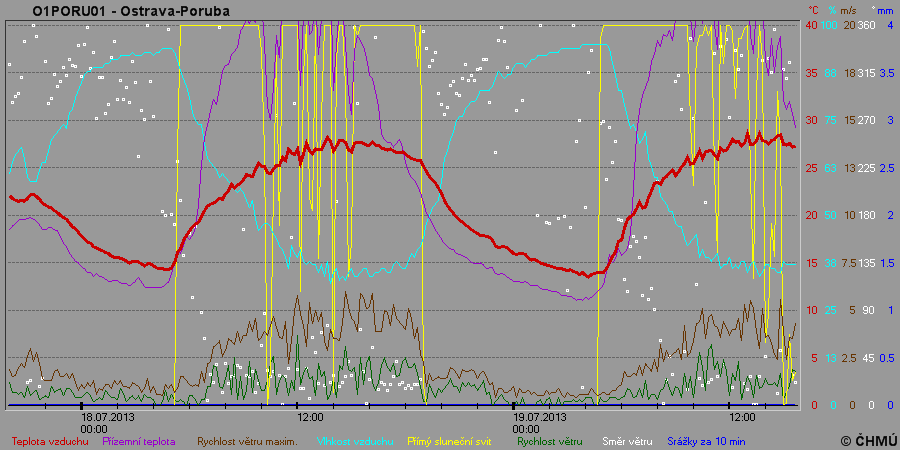 O1PORU01 - Ostrava-Poruba
°C % m/s ° mm
40 100 20 360 4
35 88 18 315 3.5
30 75 15 270 3
25 63 13 225 2.5
20 50 10 180 2
15 38 7.5 135 1.5
10 25 5 90 1
5 13 2.5 45 0.5
0 0 0 0 0
18.07.2013 12:00 19.07.2013 12:00
00:00 00:00
Teplota vzduchu Přízemní teplota Rychlost větru maxim. Vlhkost vzduchu Přímý sluneční svit Rychlost větru Směr větru Srážky za 10 min © ČHMÚ